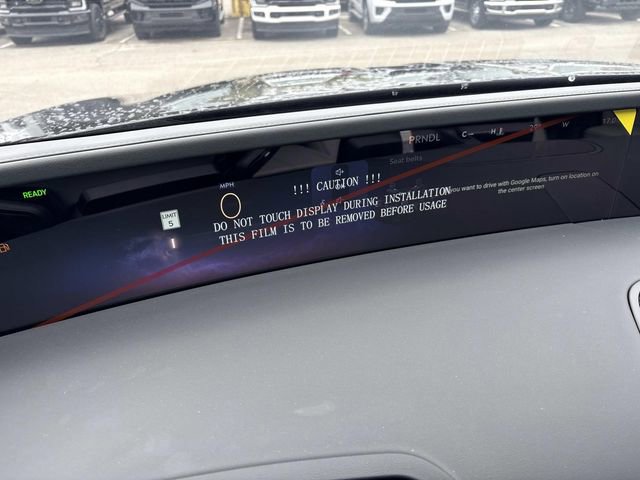 PRNDL
Seat belts
READY
MPH
LIMIT
5
!!! CAUTION !!!
DO NOT TOUCH DISPLAY DURING INSTALLATION
THIS FILM IS TO BE REMOVED BEFORE USAGE
you want to drive with Google Maps, turn on location on
the center screen
W